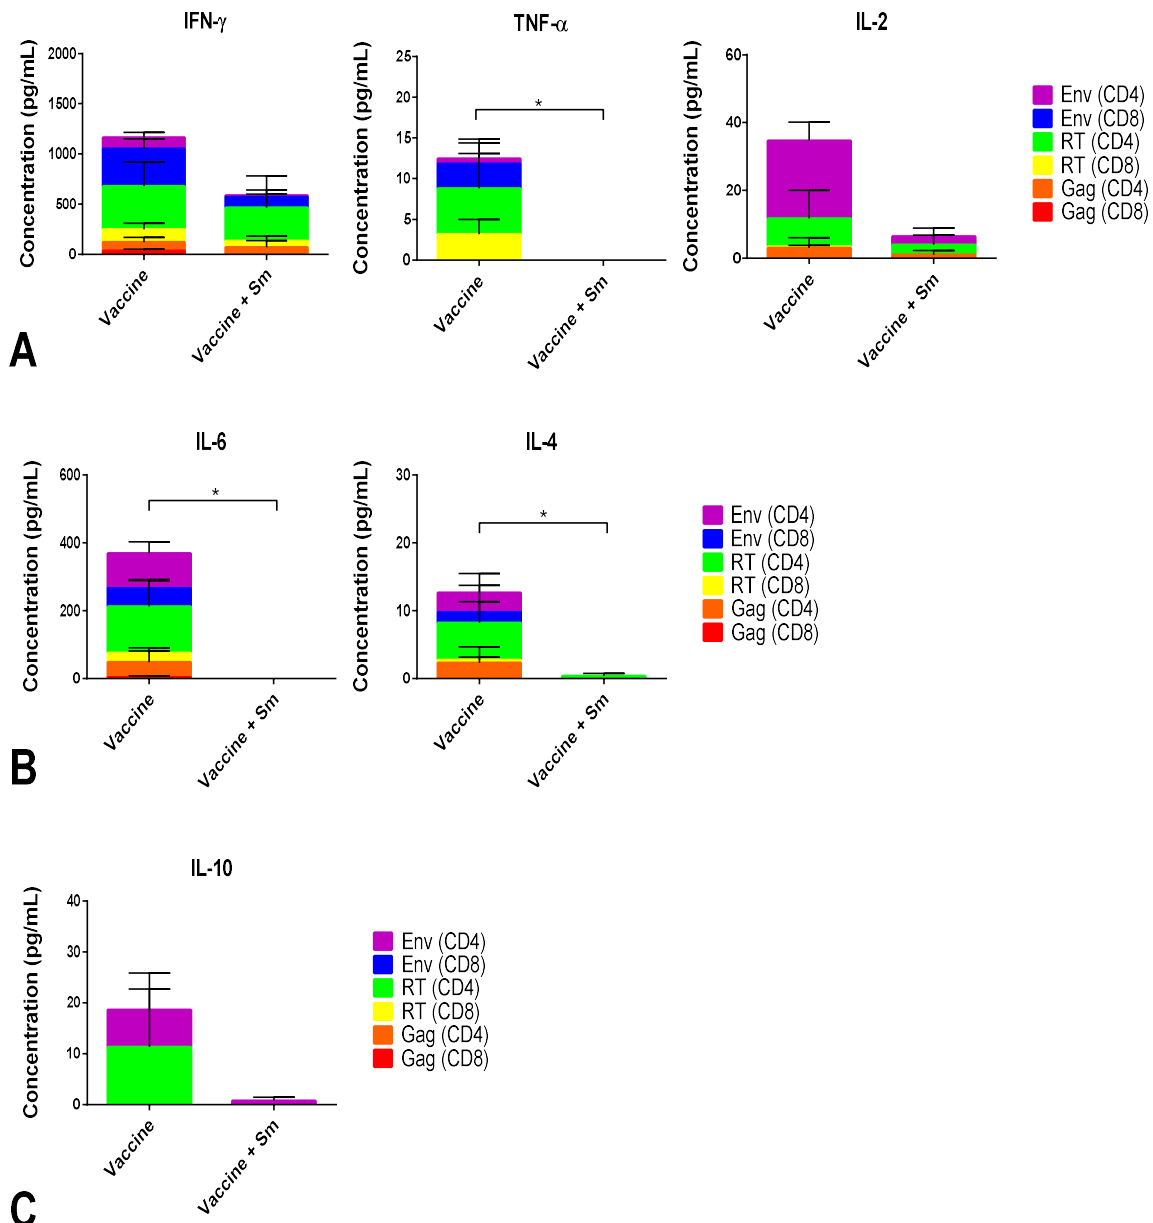 IFN-γ
Concentration (pg/mL)
2000
1500
1000
500
0
Vaccine
Vaccine + Sm
TNF-α
Concentration (pg/mL)
25
20
15
10
5
0
*
Vaccine
Vaccine + Sm
IL-2
Concentration (pg/mL)
60
40
20
0
Vaccine
Vaccine + Sm
Env (CD4)
Env (CD8)
RT (CD4)
RT (CD8)
Gag (CD4)
Gag (CD8)
A
IL-6
Concentration (pg/mL)
600
400
200
0
*
Vaccine
Vaccine + Sm
IL-4
Concentration (pg/mL)
30
20
10
0
*
Vaccine
Vaccine + Sm
Env (CD4)
Env (CD8)
RT (CD4)
RT (CD8)
Gag (CD4)
Gag (CD8)
B
IL-10
Concentration (pg/mL)
40
30
20
10
0
Vaccine
Vaccine + Sm
Env (CD4)
Env (CD8)
RT (CD4)
RT (CD8)
Gag (CD4)
Gag (CD8)
C